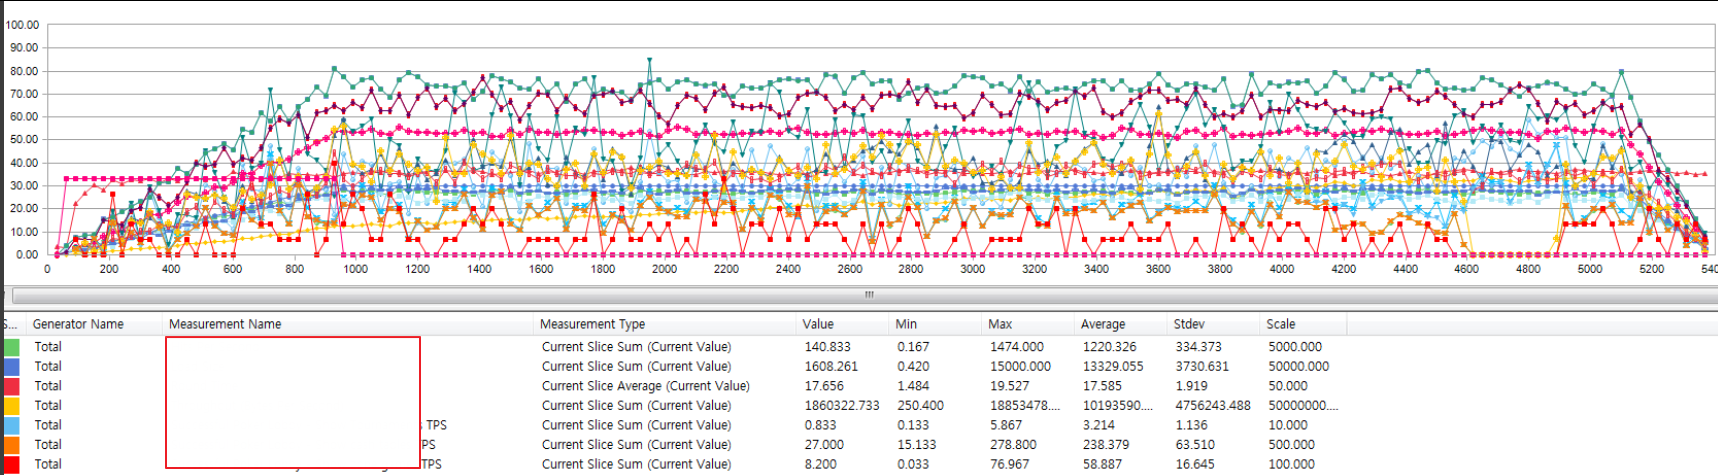 100.00
90.00
80.00
70.00
60.00
50.00
40.00
30.00
20.00
10.00
0.00
0 200 400 600 800 1000 1200 1400 1600 1800 2000 2200 2400 2600 2800 3000 3200 3400 3600 3800 4000 4200 4400 4600 4800 5000 5200 540
S... Generator Name Measurement Name Measurement Type Value Min Max Average Stdev Scale
Total Current Slice Sum (Current Value) 140.833 0.167 1474.000 1220.326 334.373 5000.000
Total Current Slice Sum (Current Value) 1608.261 0.420 15000.000 13329.055 3730.631 50000.000
Total Current Slice Average (Current Value) 17.656 1.484 19.527 17.585 1.919 50.000
Total Current Slice Sum (Current Value) 1860322.733 250.400 18853478.... 10193590.... 4756243.488 50000000....
Total TPS Current Slice Sum (Current Value) 0.833 0.133 5.867 3.214 1.136 10.000
Total TPS Current Slice Sum (Current Value) 27.000 15.133 278.800 238.379 63.510 500.000
Total TPS Current Slice Sum (Current Value) 8.200 0.033 76.967 58.887 16.645 100.000